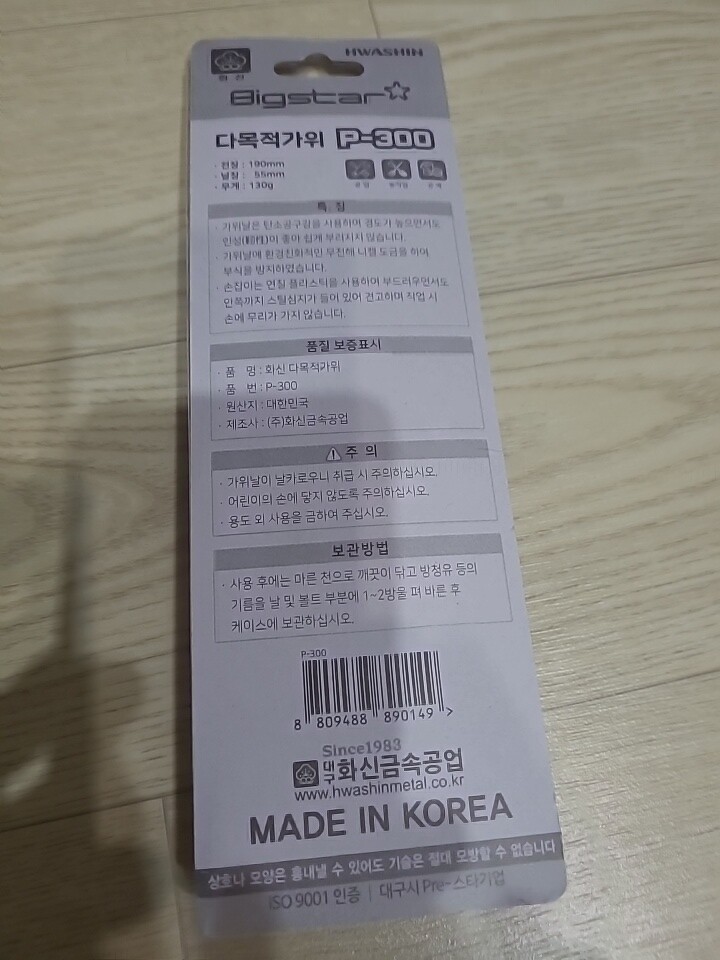 HWASHIN
화 신
Bigstar
다목적가위 P-300
· 전장 : 190mm
· 날장 : 55mm
· 무게 : 130g
특 징
· 가위날은 탄소공구강을 사용하여 경도가 높으면서도
인성(靭性)이 좋아 쉽게 부러지지 않습니다.
· 가위날에 환경친화적인 무전해 니켈 도금을 하여
부식을 방지하였습니다.
· 손잡이는 연질 플라스틱을 사용하여 부드러우면서도
안쪽까지 스틸심지가 들어 있어 견고하며 작업 시
손에 무리가 가지 않습니다.
품질 보증표시
· 품 명 : 화신 다목적가위
· 품 번 : P-300
· 원산지 : 대한민국
· 제조사 : (주)화신금속공업
주 의
· 가위날이 날카로우니 취급 시 주의하십시오.
· 어린이의 손에 닿지 않도록 주의하십시오.
· 용도 외 사용을 금하여 주십시오.
보관방법
· 사용 후에는 마른 천으로 깨끗이 닦고 방청유 등의
기름을 날 및 볼트 부분에 1~2방울 펴 바른 후
케이스에 보관하십시오.
P-300
8 809488 890149 >
Since1983
대구 화신금속공업
www.hwashinmetal.co.kr
MADE IN KOREA
상호나 모양은 흉내낼 수 있어도 기술은 절대 모방할 수 없습니다
ISO 9001 인증 | 대구시 Pre-스타기업